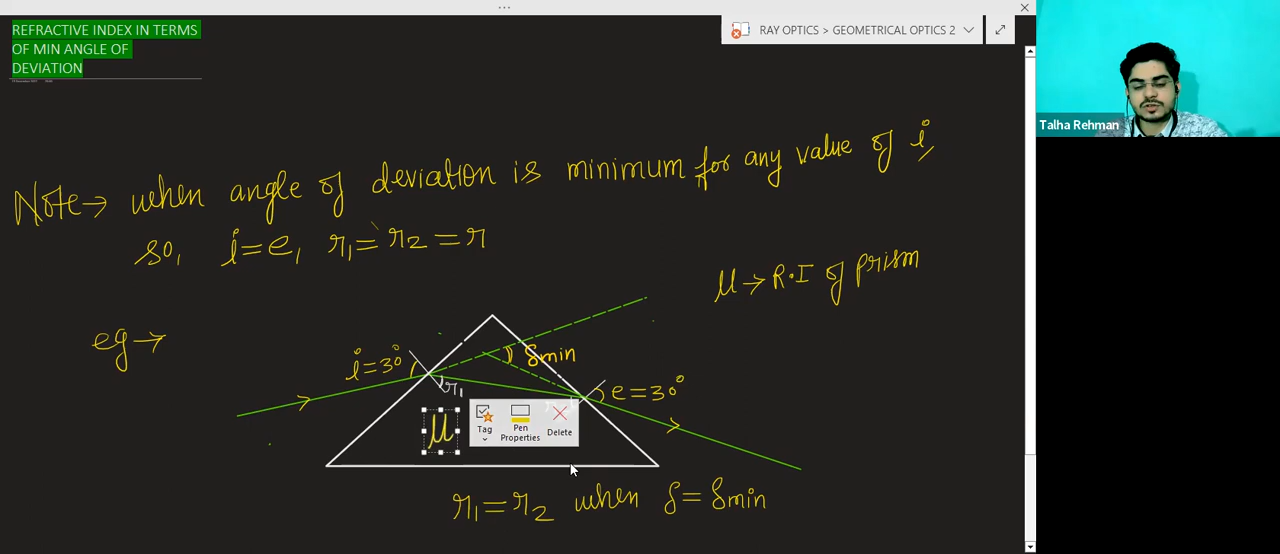 REFRACTIVE INDEX IN TERMS
OF MIN ANGLE OF
DEVIATION
RAY OPTICS > GEOMETRICAL OPTICS 2
Talha Rehman
Note→ when angle of deviation is minimum for any value of i,
so, i=e, r₁=r₂=r
μ→R.I of prism
eg→
δmin
i=30°
r₁
e=30°
μ
Tag
Pen
Properties
Delete
r₁=r₂ when δ=δmin